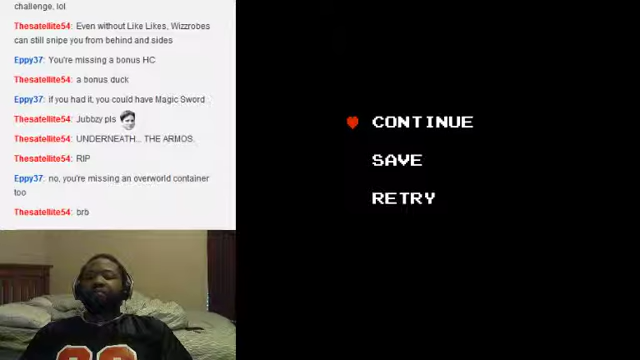 challenge, lol
Thesatellite54: Even without Like Likes, Wizzrobes
can still snipe you from behind and sides
Eppy37: You're missing a bonus HC
Thesatellite54: a bonus duck
Eppy37: if you had it, you could have Magic Sword
Thesatellite54: Jubbzy pls
Thesatellite54: UNDERNEATH... THE ARMOS.
Thesatellite54: RIP
Eppy37: no, you're missing an overworld container
too
Thesatellite54: brb
CONTINUE
SAVE
RETRY